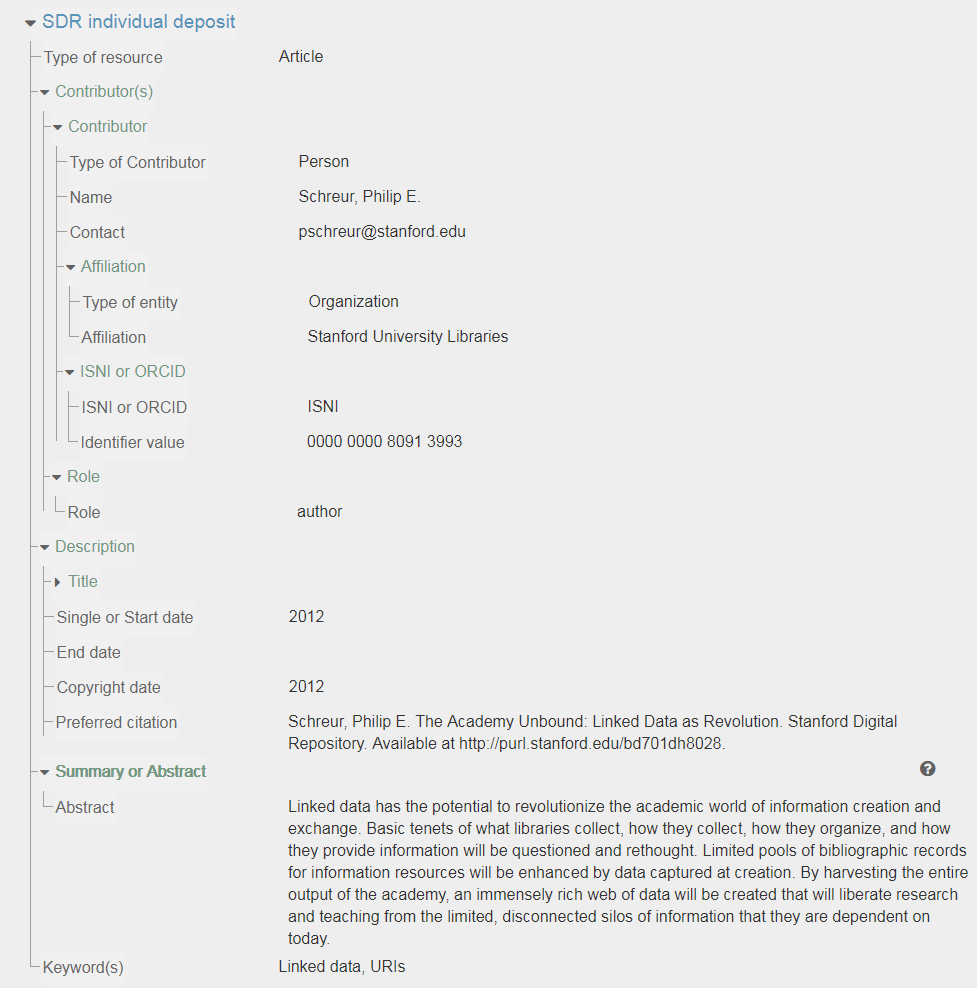 SDR individual deposit
Type of resource Article
Contributor(s)
Contributor
Type of Contributor Person
Name Schreur, Philip E.
Contact pschreur@stanford.edu
Affiliation
Type of entity Organization
Affiliation Stanford University Libraries
ISNI or ORCID
ISNI or ORCID ISNI
Identifier value 0000 0000 8091 3993
Role
Role author
Description
Title
Single or Start date 2012
End date
Copyright date 2012
Preferred citation Schreur, Philip E. The Academy Unbound: Linked Data as Revolution. Stanford Digital
Repository. Available at http://purl.stanford.edu/bd701dh8028.
Summary or Abstract ?
Abstract Linked data has the potential to revolutionize the academic world of information creation and
exchange. Basic tenets of what libraries collect, how they collect, how they organize, and how
they provide information will be questioned and rethought. Limited pools of bibliographic records
for information resources will be enhanced by data captured at creation. By harvesting the entire
output of the academy, an immensely rich web of data will be created that will liberate research
and teaching from the limited, disconnected silos of information that they are dependent on
today.
Keyword(s) Linked data, URIs